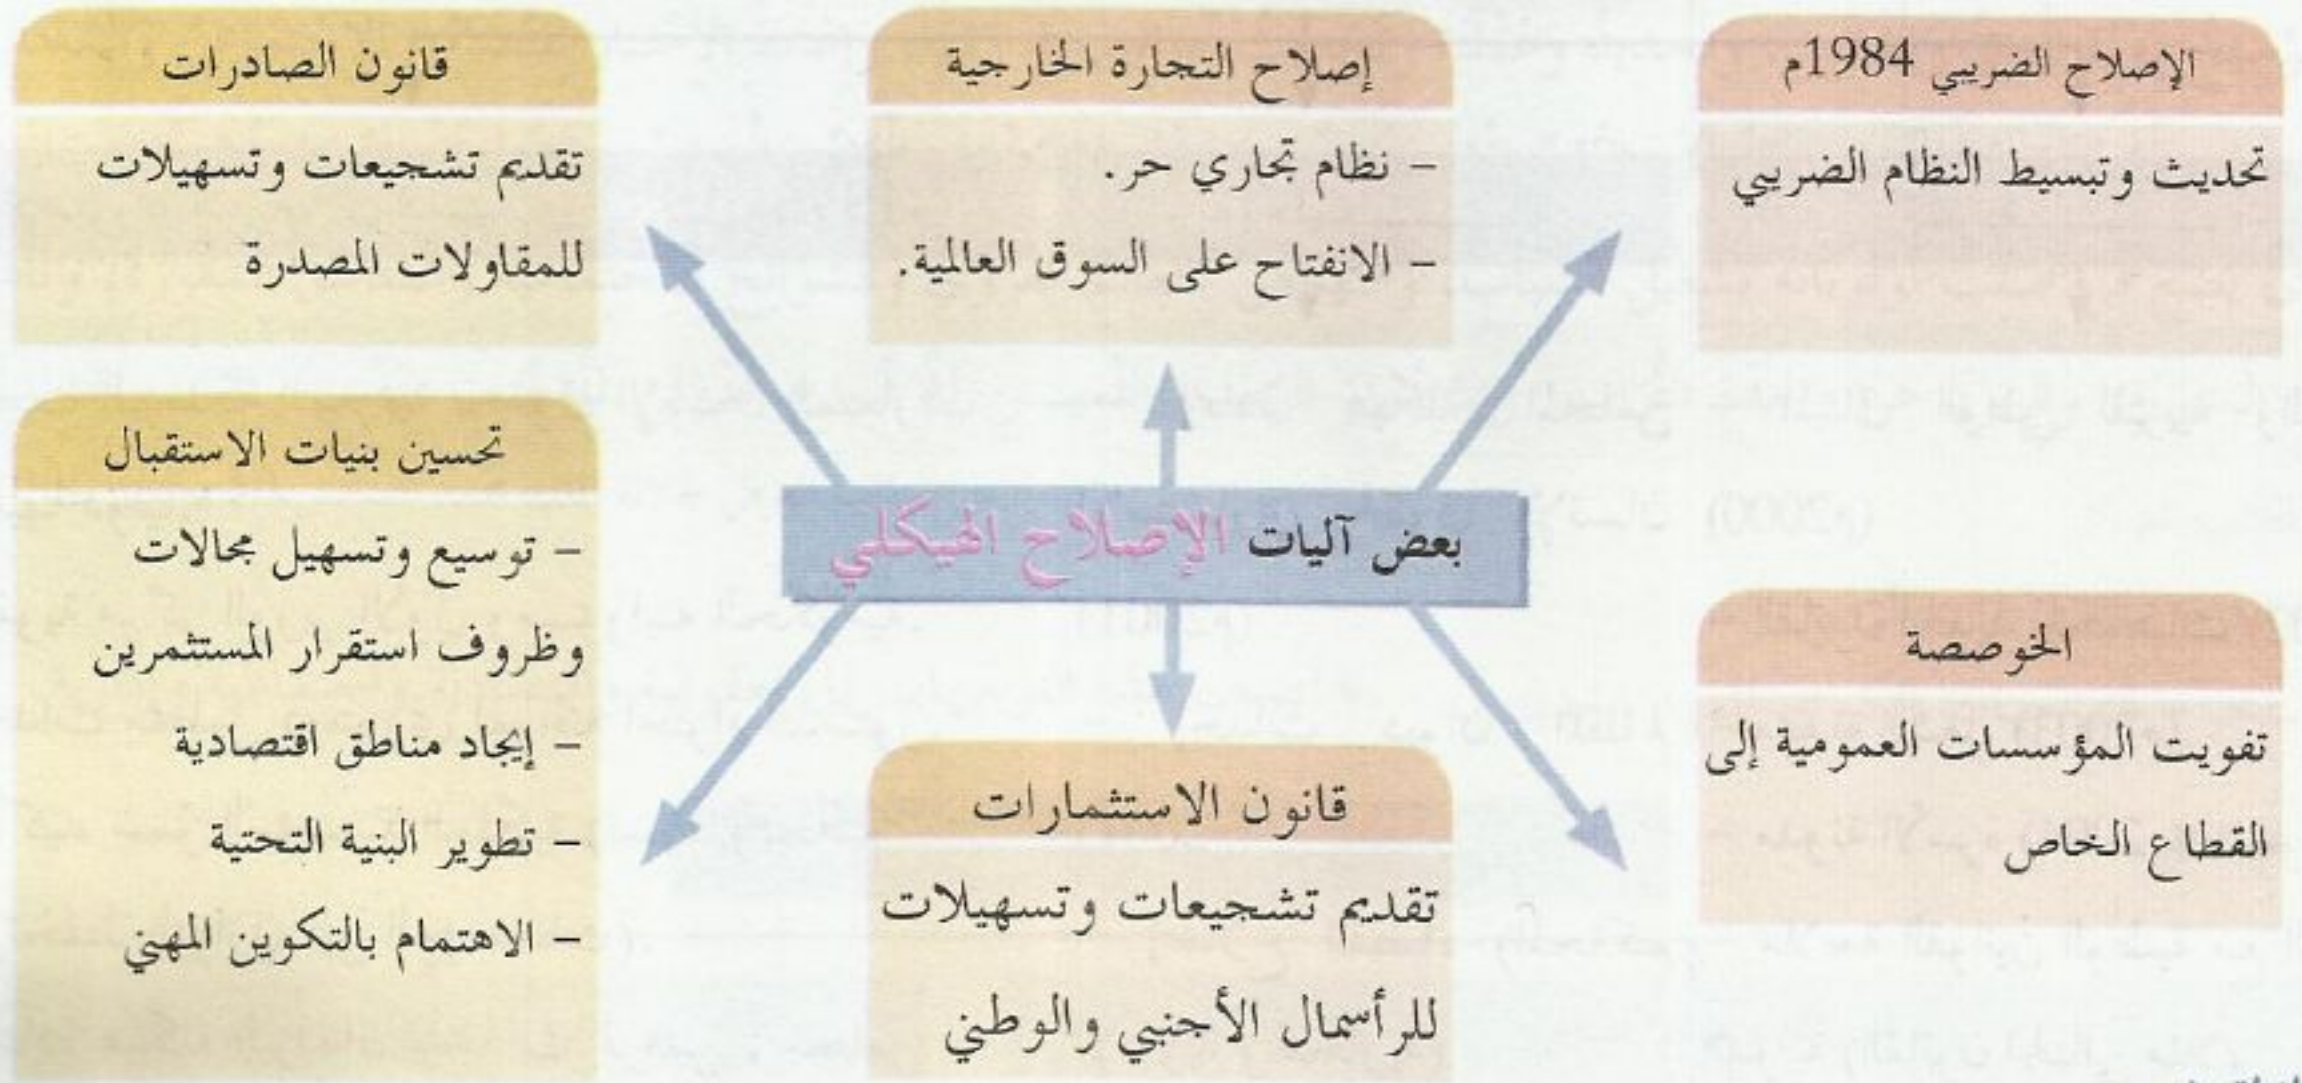 الإصلاح الضريبي 1984م
تحديث وتبسيط النظام الضريبي
إصلاح التجارة الخارجية
- نظام تجاري حر.
- الانفتاح على السوق العالمية.
قانون الصادرات
تقديم تشجيعات وتسهيلات
للمقاولات المصدرة
بعض آليات الإصلاح الهيكلي
الخوصصة
تفويت المؤسسات العمومية إلى
القطاع الخاص
قانون الاستثمارات
تقديم تشجيعات وتسهيلات
للرأسمال الأجنبي والوطني
تحسين بنيات الاستقبال
- توسيع وتسهيل مجالات
وظروف استقرار المستثمرين
- إيجاد مناطق اقتصادية
- تطوير البنية التحتية
- الاهتمام بالتكوين المهني